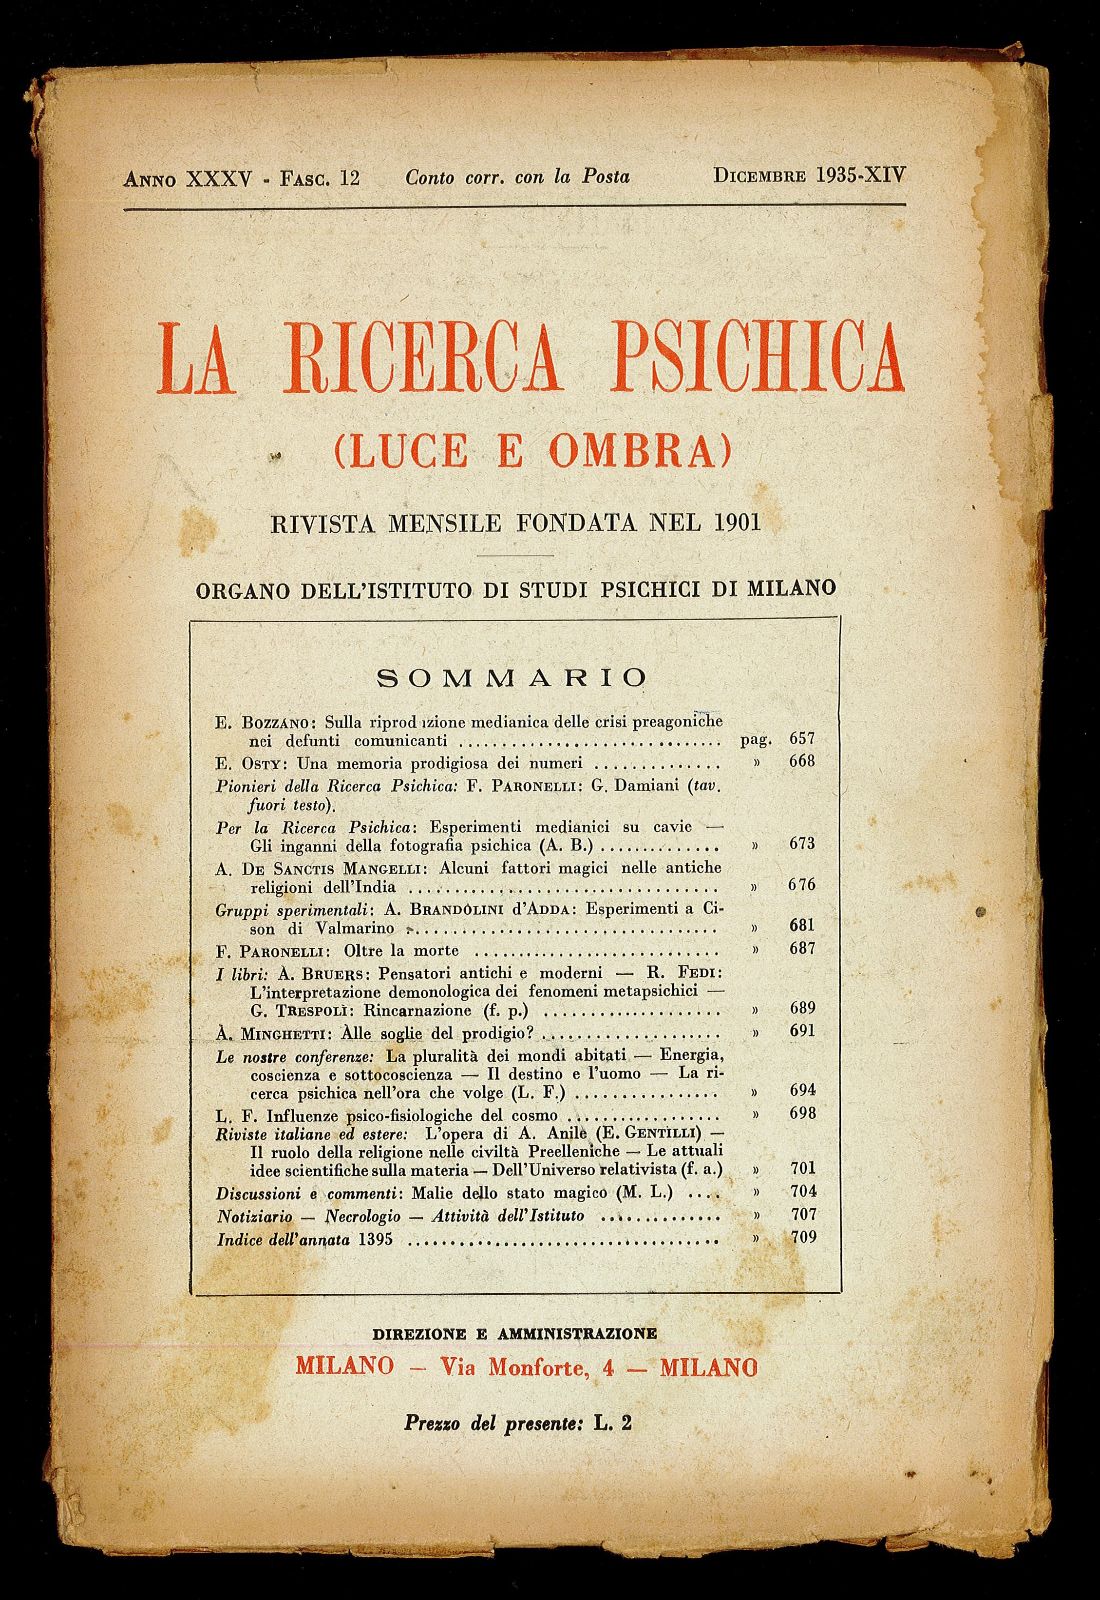 ANNO XXXV - FASC. 12 Conto corr. con la Posta DICEMBRE 1935-XIV
LA RICERCA PSICHICA
(LUCE E OMBRA)
RIVISTA MENSILE FONDATA NEL 1901
ORGANO DELL'ISTITUTO DI STUDI PSICHICI DI MILANO
SOMMARIO
E. BOZZANO: Sulla riprod izione medianica delle crisi preagoniche
nei defunti comunicanti .............................. pag. 657
E. OSTY: Una memoria prodigiosa dei numeri .............. » 668
Pionieri della Ricerca Psichica: F. PARONELLI: G. Damiani (tav.
fuori testo).
Per la Ricerca Psichica: Esperimenti medianici su cavie —
Gli inganni della fotografia psichica (A. B.) ............. » 673
A. DE SANCTIS MANGELLI: Alcuni fattori magici nelle antiche
religioni dell'India .................................. » 676
Gruppi sperimentali: A. BRANDOLINI d'ADDA: Esperimenti a Ci-
son di Valmarino .................................. » 681
F. PARONELLI: Oltre la morte ........................... » 687
I libri: A. BRUERS: Pensatori antichi e moderni — R. FEDI:
L'interpretazione demonologica dei fenomeni metapsichici —
G. TRESPOLI: Rincarnazione (f. p.) .................... » 689
A. MINGHETTI: Alle soglie del prodigio? .................... » 691
Le nostre conferenze: La pluralità dei mondi abitati — Energia,
coscienza e sottocoscienza — Il destino e l'uomo — La ri-
cerca psichica nell'ora che volge (L. F.) ................ » 694
L. F. Influenze psico-fisiologiche del cosmo .................. » 698
Riviste italiane ed estere: L'opera di A. Anile (E. GENTILLI) —
Il ruolo della religione nelle civiltà Preelleniche — Le attuali
idee scientifiche sulla materia — Dell'Universo relativista (f. a.) » 701
Discussioni e commenti: Malie dello stato magico (M. L.) .... » 704
Notiziario — Necrologio — Attività dell'Istituto .............. » 707
Indice dell'annata 1395 .................................. » 709
DIREZIONE E AMMINISTRAZIONE
MILANO — Via Monforte, 4 — MILANO
Prezzo del presente: L. 2